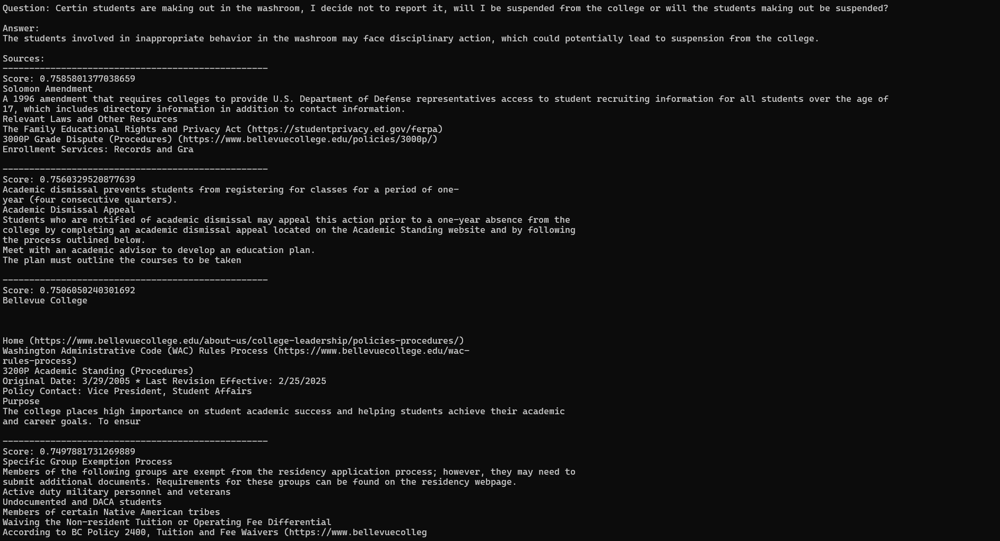 Question: Certin students are making out in the washroom, I decide not to report it, will I be suspended from the college or will the students making out be suspended?
Answer:
The students involved in inappropriate behavior in the washroom may face disciplinary action, which could potentially lead to suspension from the college.
Sources:
--------------------------------------------------
Score: 0.7585801377038659
Solomon Amendment
A 1996 amendment that requires colleges to provide U.S. Department of Defense representatives access to student recruiting information for all students over the age of
17, which includes directory information in addition to contact information.
Relevant Laws and Other Resources
The Family Educational Rights and Privacy Act (https://studentprivacy.ed.gov/ferpa)
3000P Grade Dispute (Procedures) (https://www.bellevuecollege.edu/policies/3000p/)
Enrollment Services: Records and Gra
--------------------------------------------------
Score: 0.7560329520877639
Academic dismissal prevents students from registering for classes for a period of one-
year (four consecutive quarters).
Academic Dismissal Appeal
Students who are notified of academic dismissal may appeal this action prior to a one-year absence from the
college by completing an academic dismissal appeal located on the Academic Standing website and by following
the process outlined below.
Meet with an academic advisor to develop an education plan.
The plan must outline the courses to be taken
--------------------------------------------------
Score: 0.7506050240301692
Bellevue College
Home (https://www.bellevuecollege.edu/about-us/college-leadership/policies-procedures/)
Washington Administrative Code (WAC) Rules Process (https://www.bellevuecollege.edu/wac-
rules-process)
3200P Academic Standing (Procedures)
Original Date: 3/29/2005 * Last Revision Effective: 2/25/2025
Policy Contact: Vice President, Student Affairs
Purpose
The college places high importance on student academic success and helping students achieve their academic
and career goals. To ensur
--------------------------------------------------
Score: 0.7497881731269889
Specific Group Exemption Process
Members of the following groups are exempt from the residency application process; however, they may need to
submit additional documents. Requirements for these groups can be found on the residency webpage.
Active duty military personnel and veterans
Undocumented and DACA students
Members of certain Native American tribes
Waiving the Non-resident Tuition or Operating Fee Differential
According to BC Policy 2400, Tuition and Fee Waivers (https://www.bellevuecolleg